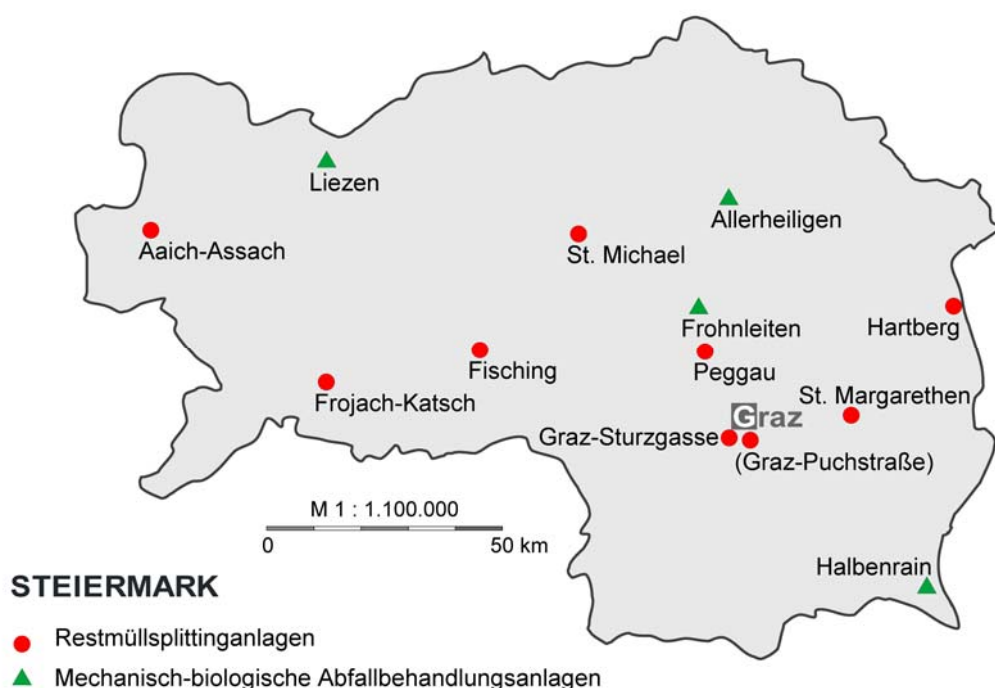 Liezen
Allerheiligen
Aaich-Assach
St. Michael
Hartberg
Frohnleiten
Fisching
Peggau
Frojach-Katsch
St. Margarethen
Graz
Graz-Sturzgasse
(Graz-Puchstraße)
M 1 : 1.100.000
0 50 km
Halbenrain
STEIERMARK
Restmüllsplittinganlagen
Mechanisch-biologische Abfallbehandlungsanlagen